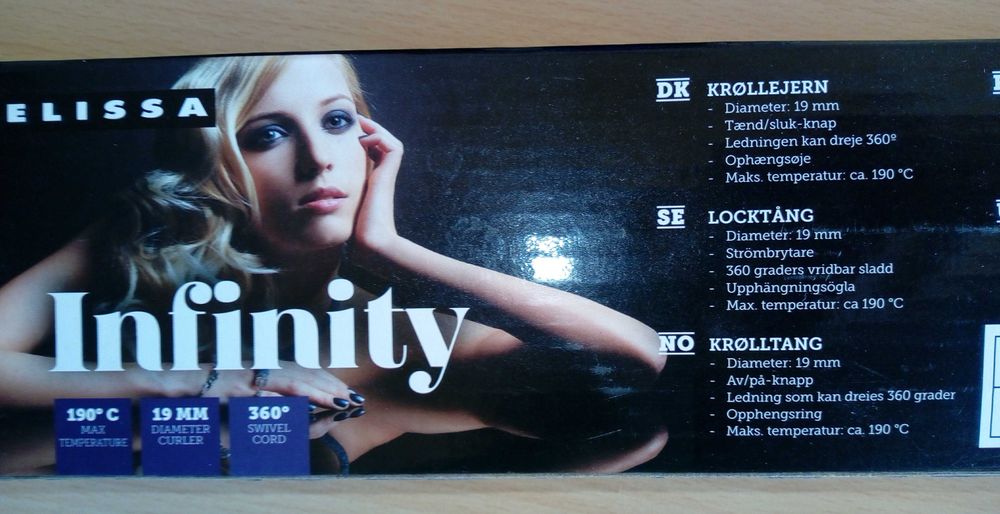 ELISSA
Infinity
190° C
MAX
TEMPERATURE
19 MM
DIAMETER
CURLER
360°
SWIVEL
CORD
DK KRØLLEJERN
- Diameter: 19 mm
- Tænd/sluk-knap
- Ledningen kan dreje 360º
- Ophængsøje
- Maks. temperatur: ca. 190 °C
SE LOCKTÅNG
- Diameter: 19 mm
- Strömbrytare
- 360 graders vridbar sladd
- Upphängningsögla
- Max. temperatur: ca 190 °C
NO KRØLLTANG
- Diameter: 19 mm
- Av/på-knapp
- Ledning som kan dreies 360 grader
- Opphengsring
- Maks. temperatur: ca. 190 °C